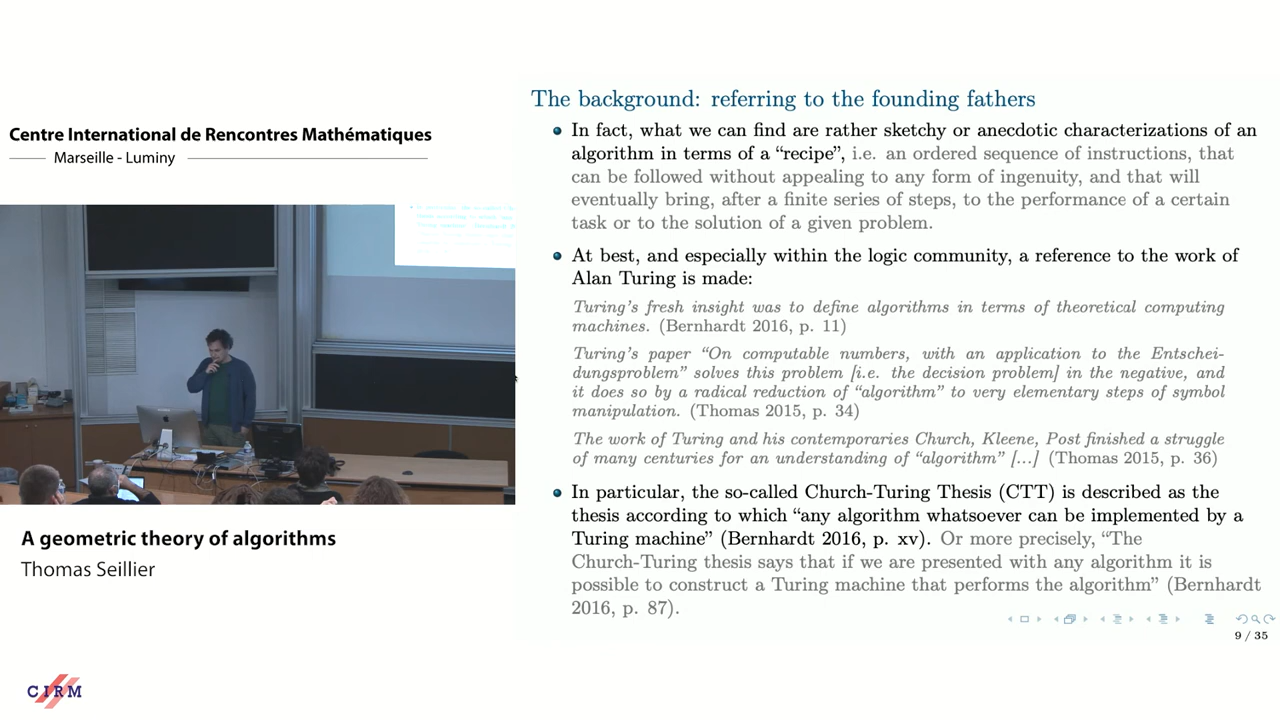 Centre International de Rencontres Mathématiques
Marseille - Luminy
A geometric theory of algorithms
Thomas Seillier
CIRM
The background: referring to the founding fathers
In fact, what we can find are rather sketchy or anecdotic characterizations of an
algorithm in terms of a “recipe”, i.e. an ordered sequence of instructions, that
can be followed without appealing to any form of ingenuity, and that will
eventually bring, after a finite series of steps, to the performance of a certain
task or to the solution of a given problem.
At best, and especially within the logic community, a reference to the work of
Alan Turing is made:
Turing’s fresh insight was to define algorithms in terms of theoretical computing
machines. (Bernhardt 2016, p. 11)
Turing’s paper “On computable numbers, with an application to the Entschei-
dungsproblem” solves this problem [i.e. the decision problem] in the negative, and
it does so by a radical reduction of “algorithm” to very elementary steps of symbol
manipulation. (Thomas 2015, p. 34)
The work of Turing and his contemporaries Church, Kleene, Post finished a struggle
of many centuries for an understanding of “algorithm” [...] (Thomas 2015, p. 36)
In particular, the so-called Church-Turing Thesis (CTT) is described as the
thesis according to which “any algorithm whatsoever can be implemented by a
Turing machine” (Bernhardt 2016, p. xv). Or more precisely, “The
Church-Turing thesis says that if we are presented with any algorithm it is
possible to construct a Turing machine that performs the algorithm” (Bernhardt
2016, p. 87).
9 / 35